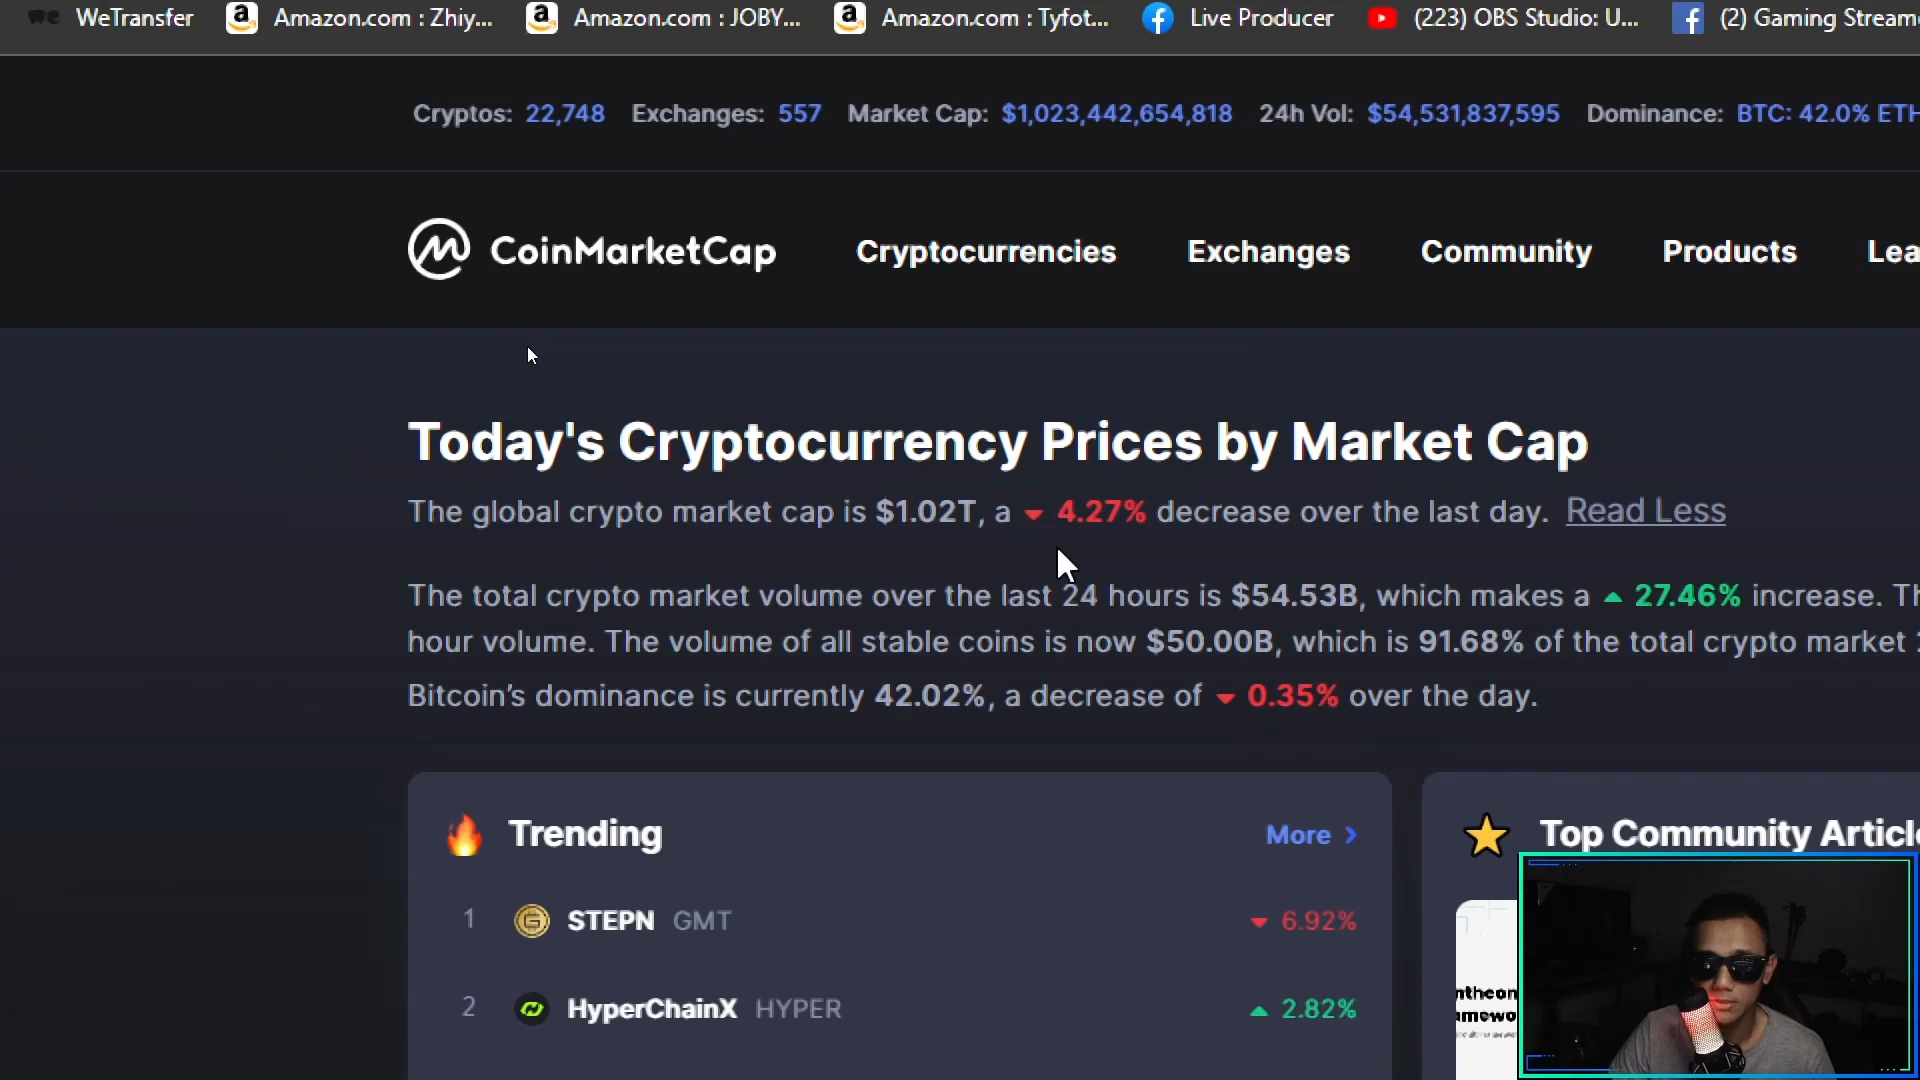 WeTransfer Amazon.com : Zhiy... Amazon.com : JOBY... Amazon.com : Tyfot... Live Producer (223) OBS Studio: U... (2) Gaming Stream
Cryptos: 22,748 Exchanges: 557 Market Cap: $1,023,442,654,818 24h Vol: $54,531,837,595 Dominance: BTC: 42.0% ETH
CoinMarketCap Cryptocurrencies Exchanges Community Products Lea
Today's Cryptocurrency Prices by Market Cap
The global crypto market cap is $1.02T, a 4.27% decrease over the last day. Read Less
The total crypto market volume over the last 24 hours is $54.53B, which makes a 27.46% increase. Th
hour volume. The volume of all stable coins is now $50.00B, which is 91.68% of the total crypto market 2
Bitcoin's dominance is currently 42.02%, a decrease of 0.35% over the day.
Trending More
Top Community Article
1 STEPN GMT 6.92%
2 HyperChainX HYPER 2.82%